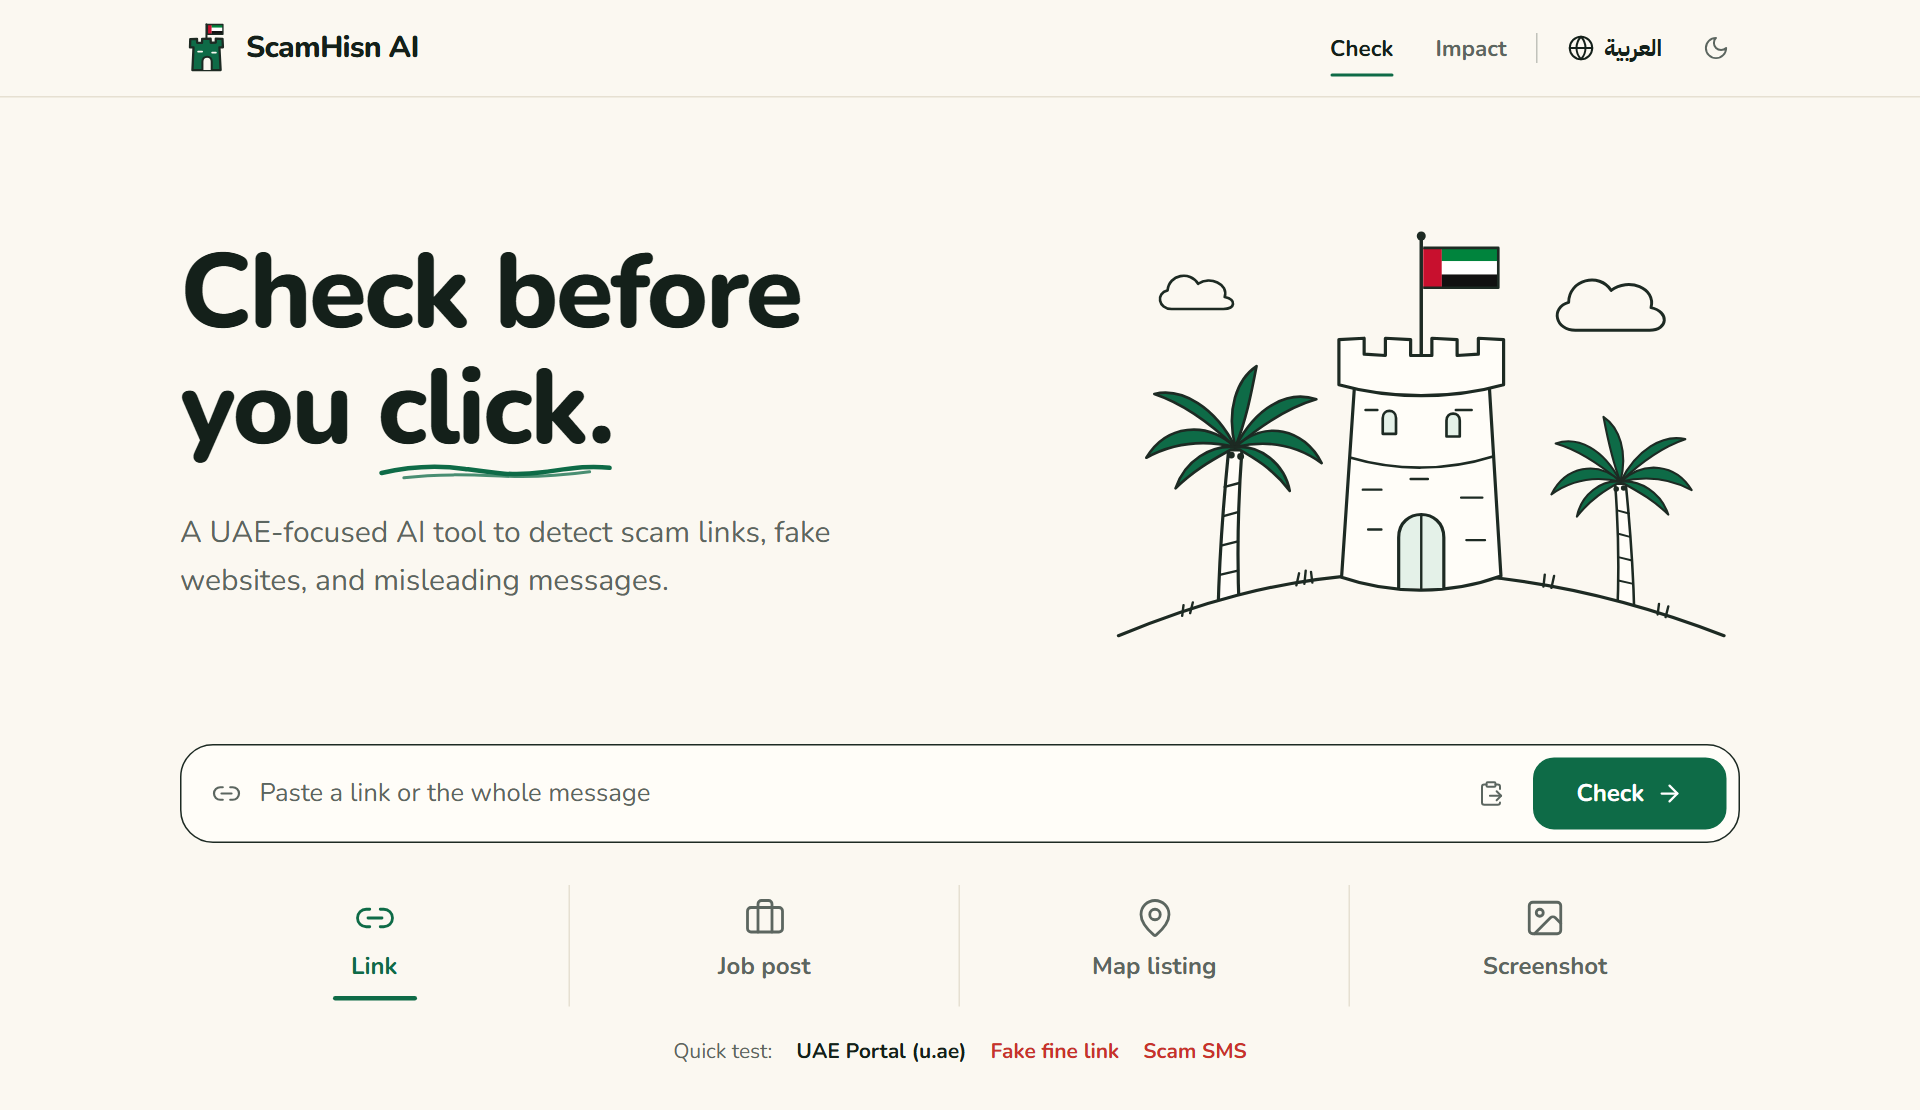 ScamHisn AI
Check
Impact
العربية
Check before
you click.
A UAE-focused AI tool to detect scam links, fake
websites, and misleading messages.
Paste a link or the whole message
Check
Link
Job post
Map listing
Screenshot
Quick test: UAE Portal (u.ae) Fake fine link Scam SMS